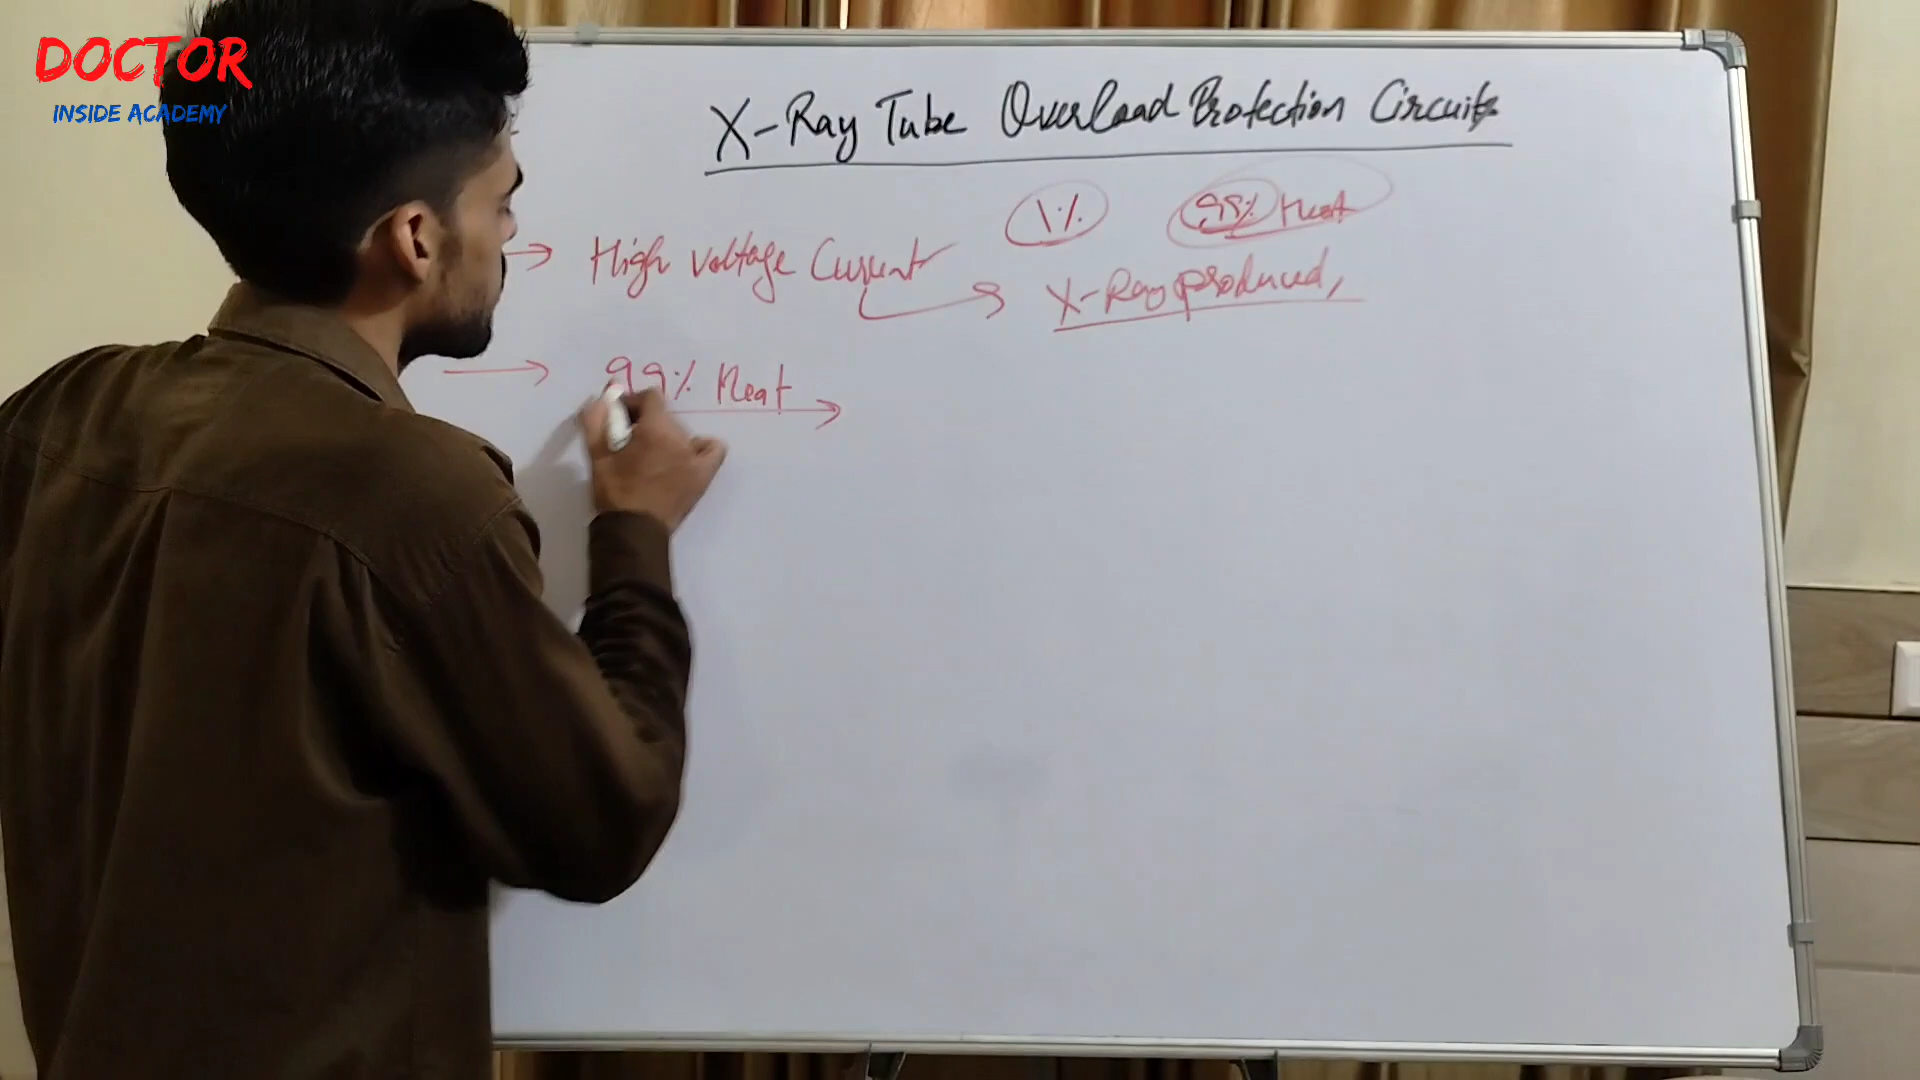 DOCTOR
INSIDE ACADEMY
X-Ray Tube Overload Protection Circuits
1% 99% Heat
→ High Voltage Current → X-Ray produced,
→ 99% Heat →